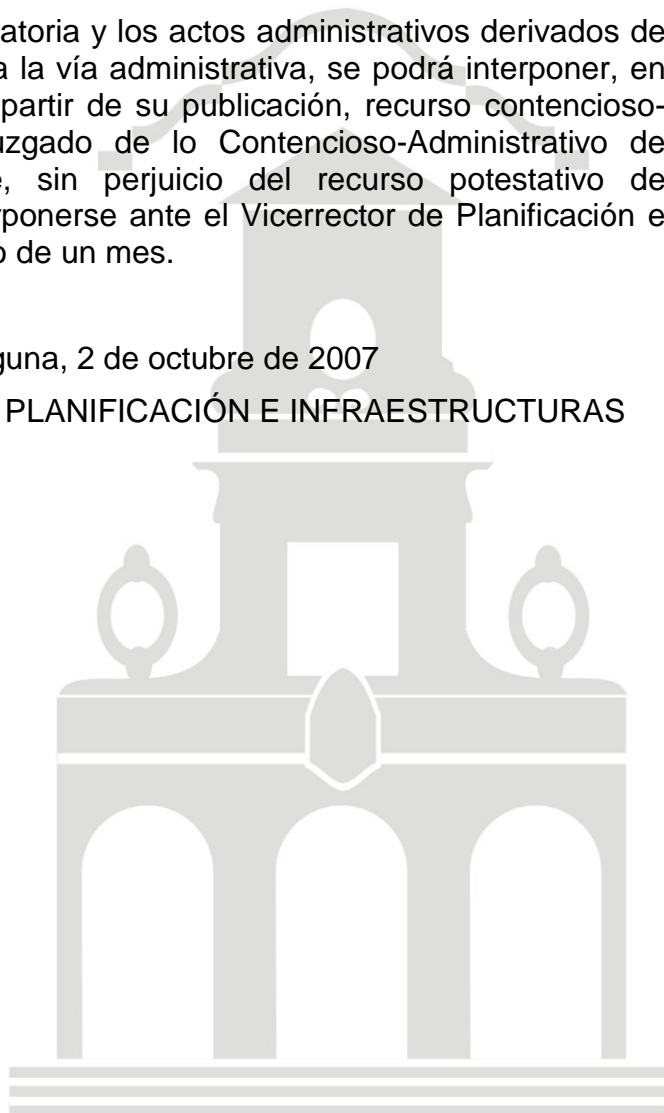 atoria y los actos administrativos derivados de
a la vía administrativa, se podrá interponer, en
partir de su publicación, recurso contencioso-
uzgado de lo Contencioso-Administrativo de
e, sin perjuicio del recurso potestativo de
rponerse ante el Vicerrector de Planificación e
o de un mes.
guna, 2 de octubre de 2007
PLANIFICACIÓN E INFRAESTRUCTURAS